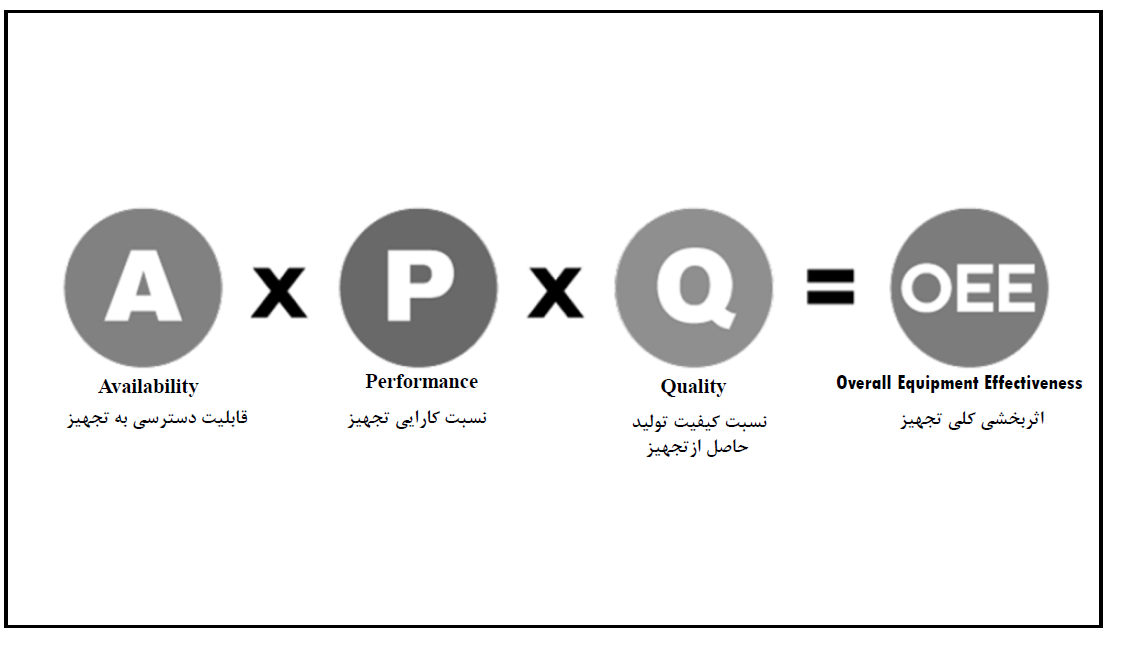 A x P x Q = OEE
Availability
Performance
Quality
Overall Equipment Effectiveness
قابلیت دسترسی به تجهیز
نسبت کارایی تجهیز
نسبت کیفیت تولید
حاصل ازتجهیز
اثربخشی کلی تجهیز